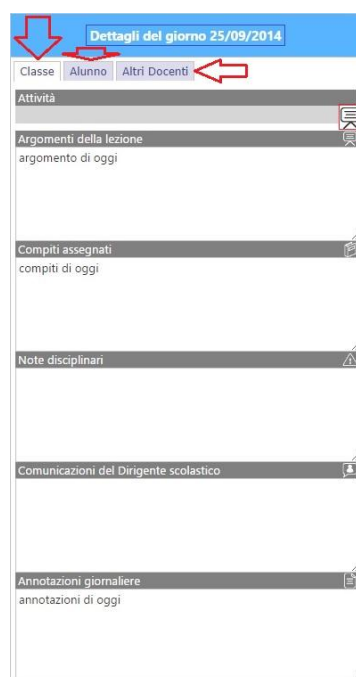 Dettagli del giorno 25/09/2014
Classe Alunno Altri Docenti
Attività
Argomenti della lezione
argomento di oggi
Compiti assegnati
compiti di oggi
Note disciplinari
Comunicazioni del Dirigente scolastico
Annotazioni giornaliere
annotazioni di oggi